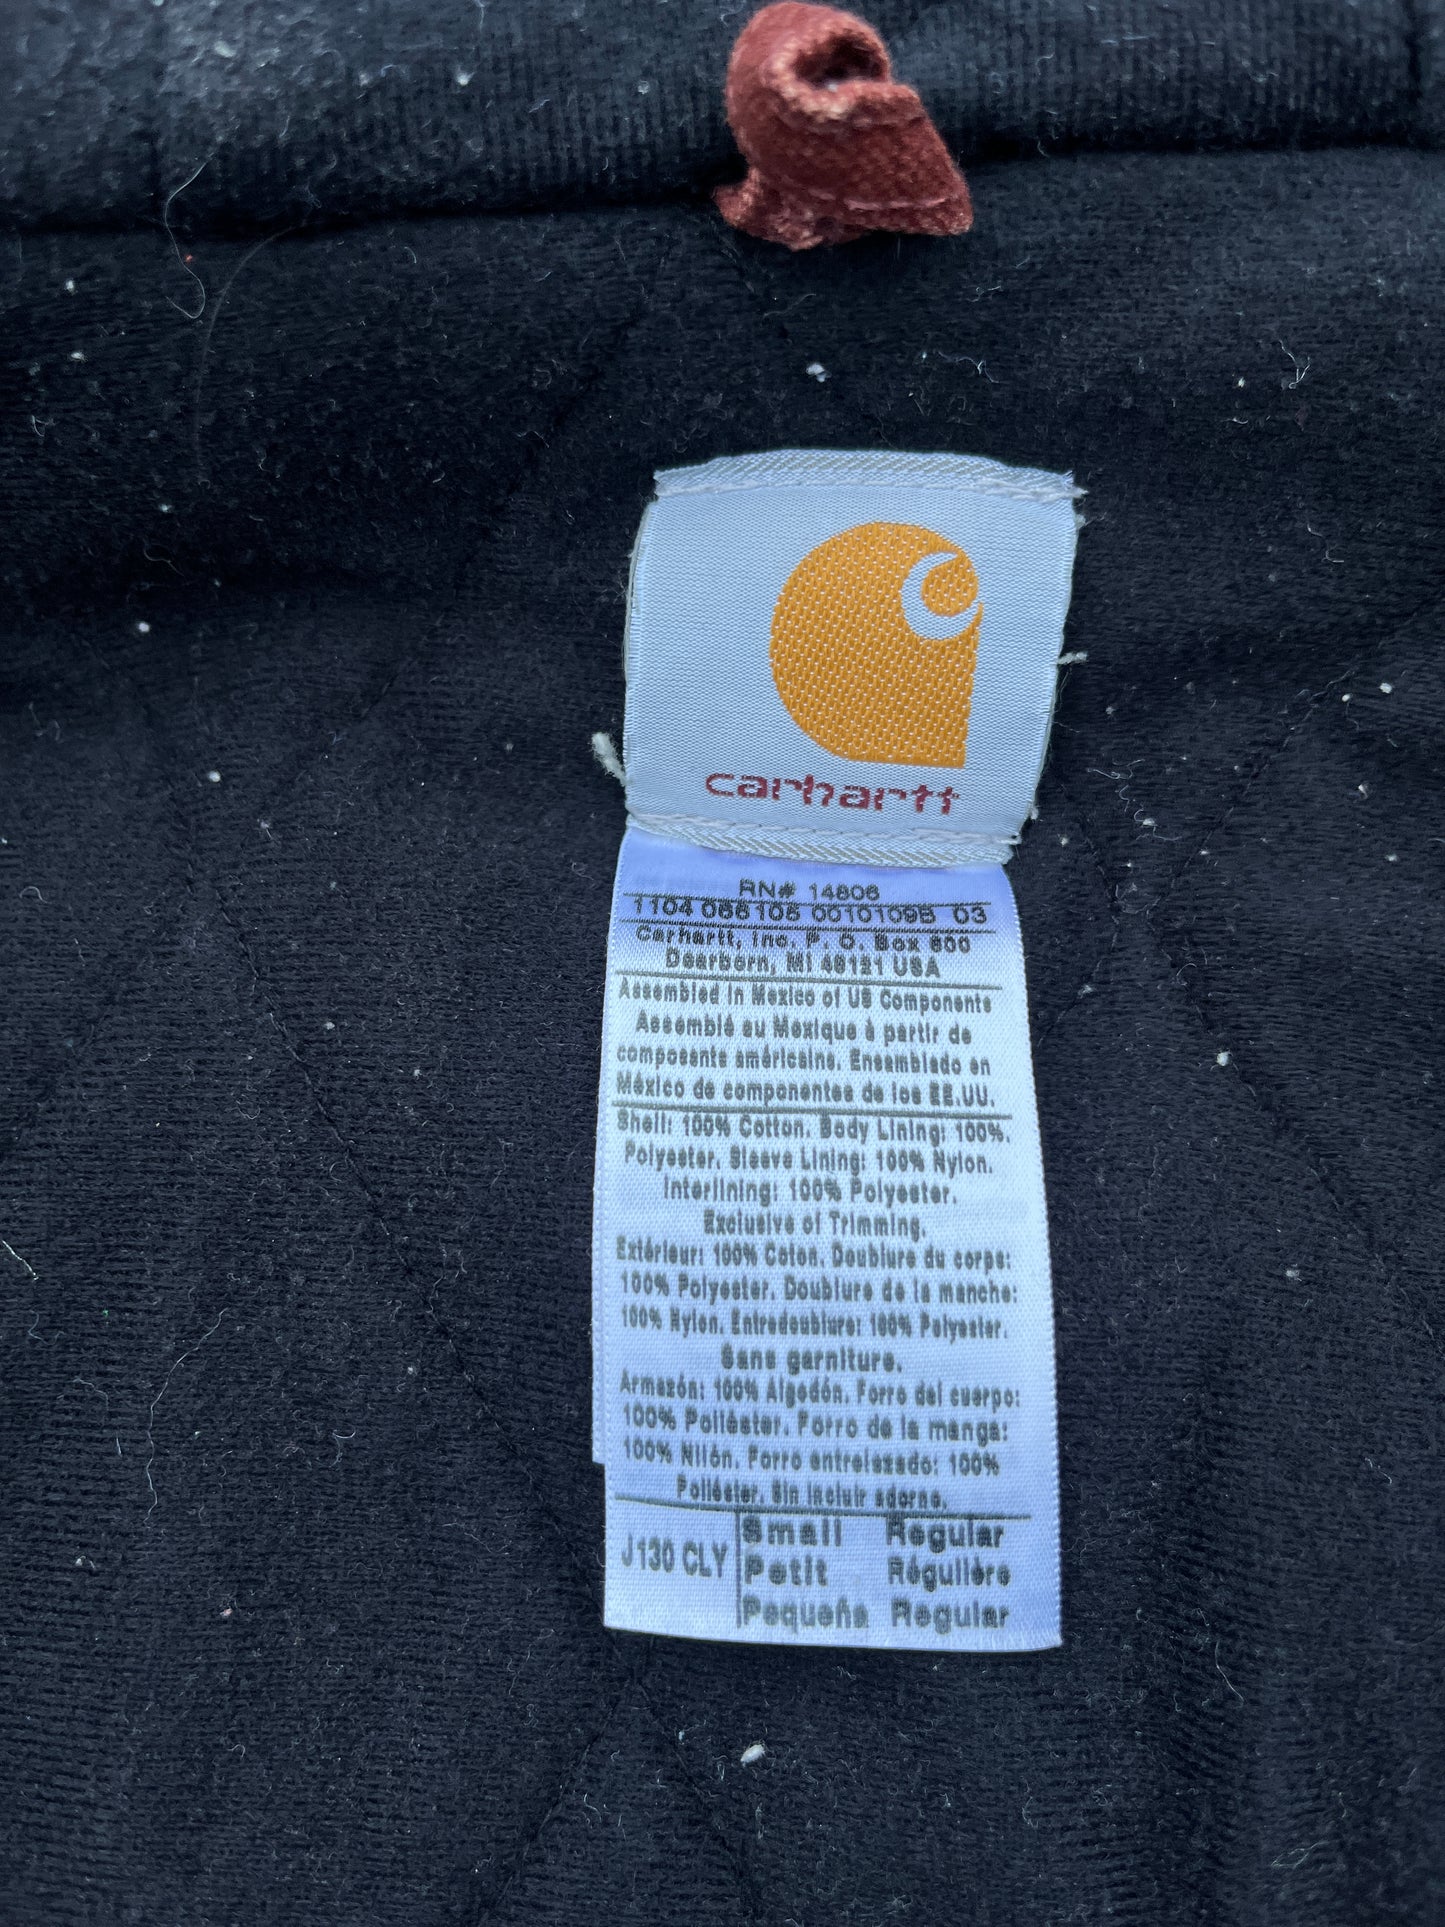 carhartt
RN# 14806
Carhartt, Inc. P. O. Box 600
Dearborn, MI 48121 USA
Assembled in Mexico of US Components
Assemblé au Mexique à partir de
composants américains. Ensamblado en
México de componentes de los EE.UU.
Shell: 100% Cotton. Body Lining: 100%.
Polyester. Sleeve Lining: 100% Nylon.
Interlining: 100% Polyester.
Exclusive of Trimming.
Extérieur: 100% Coton. Doublure du corps:
100% Polyester. Doublure de la manche:
100% Nylon. Entredoublure: 100% Polyester.
Sans garniture.
Armazón: 100% Algodón. Forro del cuerpo:
100% Poliéster. Forro de la manga:
100% Nilón. Forro entrelazado: 100%
Poliéster. Sin incluir adorno.
J130 CLY
Small Regular
Petit Régulière
Pequeña Regular